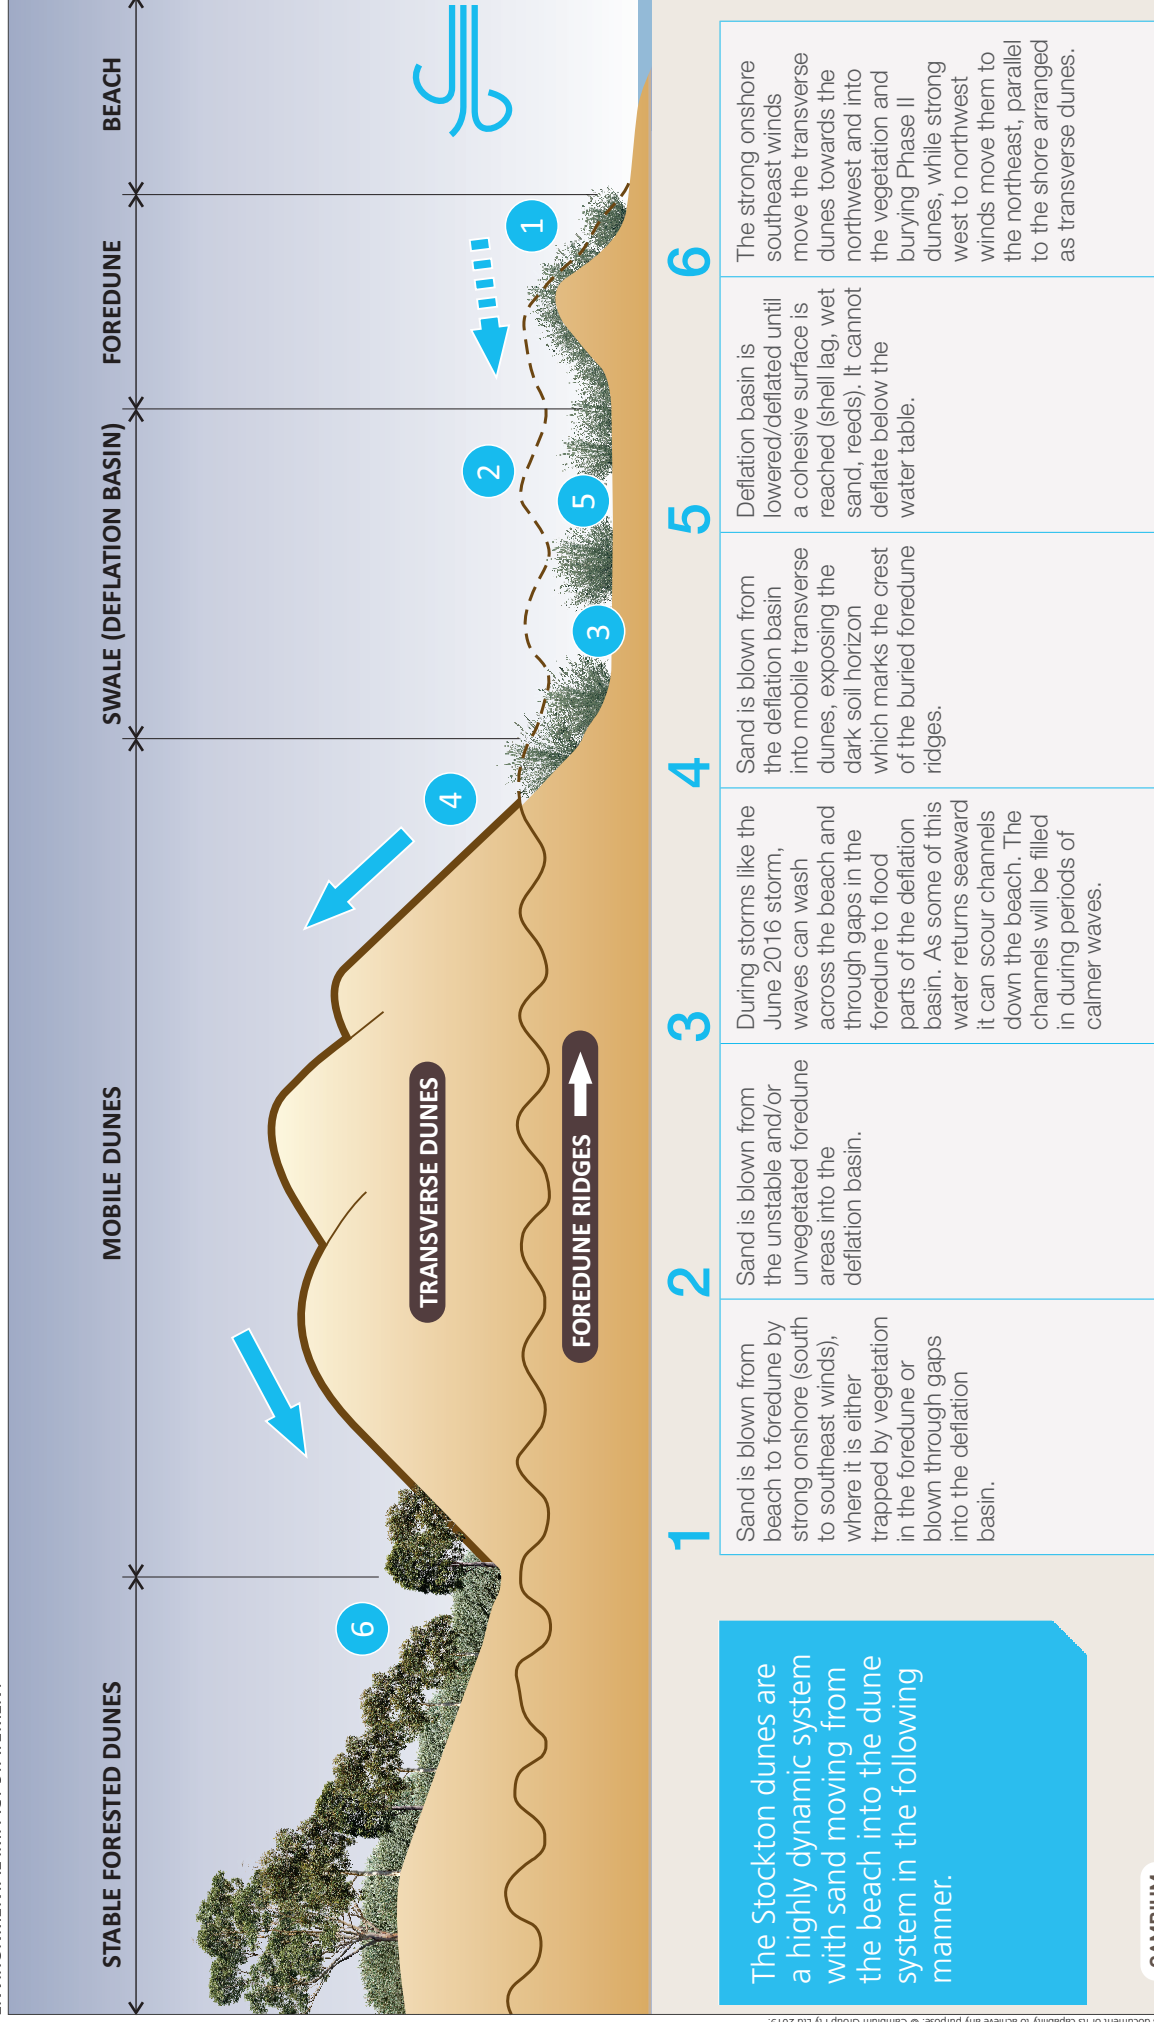 STABLE FORESTED DUNES
MOBILE DUNES
SWALE (DEFLATION BASIN)
FOREDUNE
BEACH
6
4
2
1
5
3
TRANSVERSE DUNES
FOREDUNE RIDGES
The Stockton dunes are
a highly dynamic system
with sand moving from
the beach into the dune
system in the following
manner.
1
Sand is blown from
beach to foredune by
strong onshore (south
to southeast winds),
where it is either
trapped by vegetation
in the foredune or
blown through gaps
into the deflation
basin.
2
Sand is blown from
the unstable and/or
unvegetated foredune
areas into the
deflation basin.
3
During storms like the
June 2016 storm,
waves can wash
across the beach and
through gaps in the
foredune to flood
parts of the deflation
basin. As some of this
water returns seaward
it can scour channels
down the beach. The
channels will be filled
in during periods of
calmer waves.
4
Sand is blown from
the deflation basin
into mobile transverse
dunes, exposing the
dark soil horizon
which marks the crest
of the buried foredune
ridges.
5
Deflation basin is
lowered/deflated until
a cohesive surface is
reached (shell lag, wet
sand, reeds). It cannot
deflate below the
water table.
6
The strong onshore
southeast winds
move the transverse
dunes towards the
northwest and into
the vegetation and
burying Phase II
dunes, while strong
west to northwest
winds move them to
the northeast, parallel
to the shore arranged
as transverse dunes.